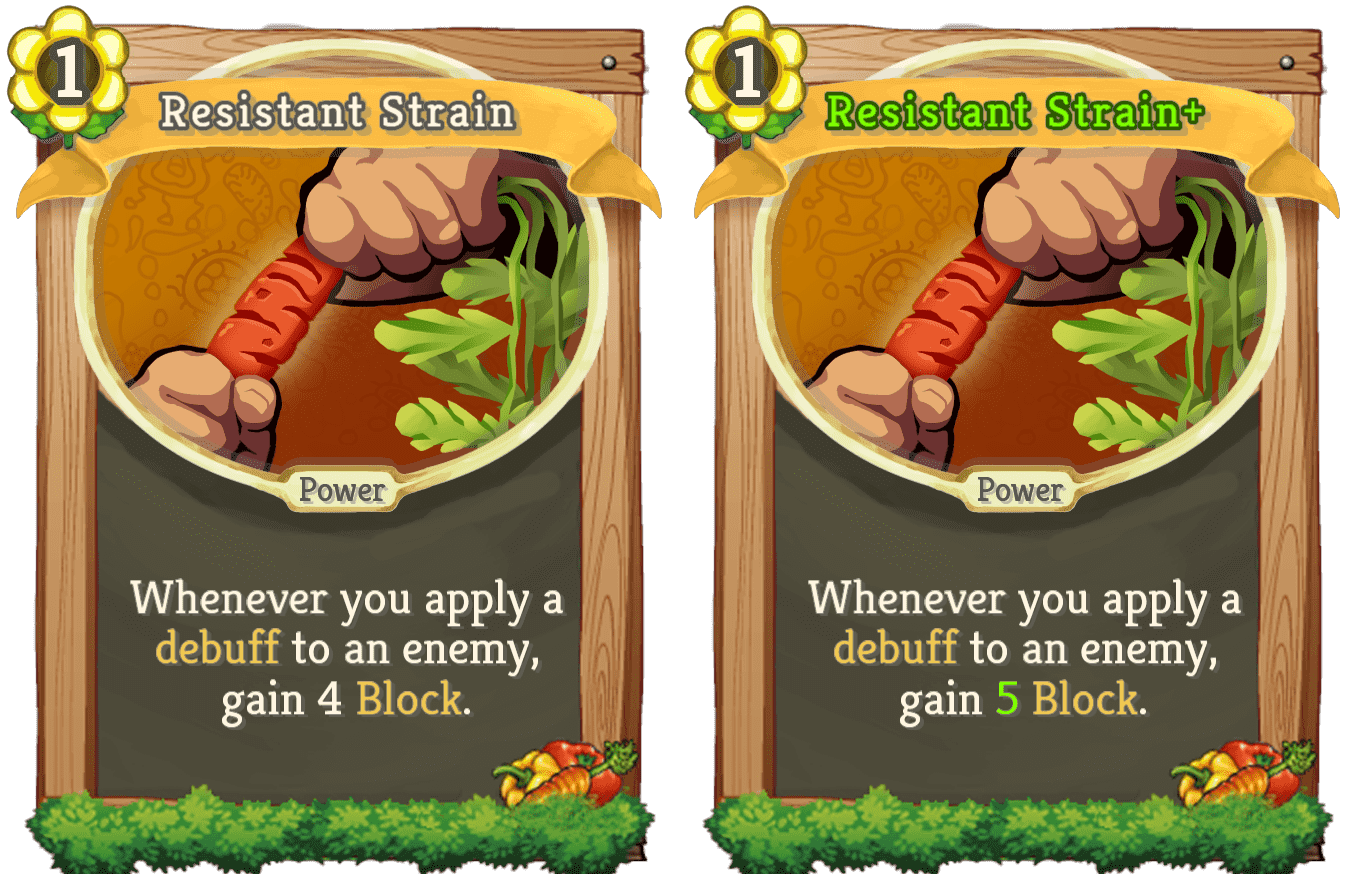 1
Resistant Strain
Power
Whenever you apply a
debuff to an enemy,
gain 4 Block.
1
Resistant Strain+
Power
Whenever you apply a
debuff to an enemy,
gain 5 Block.